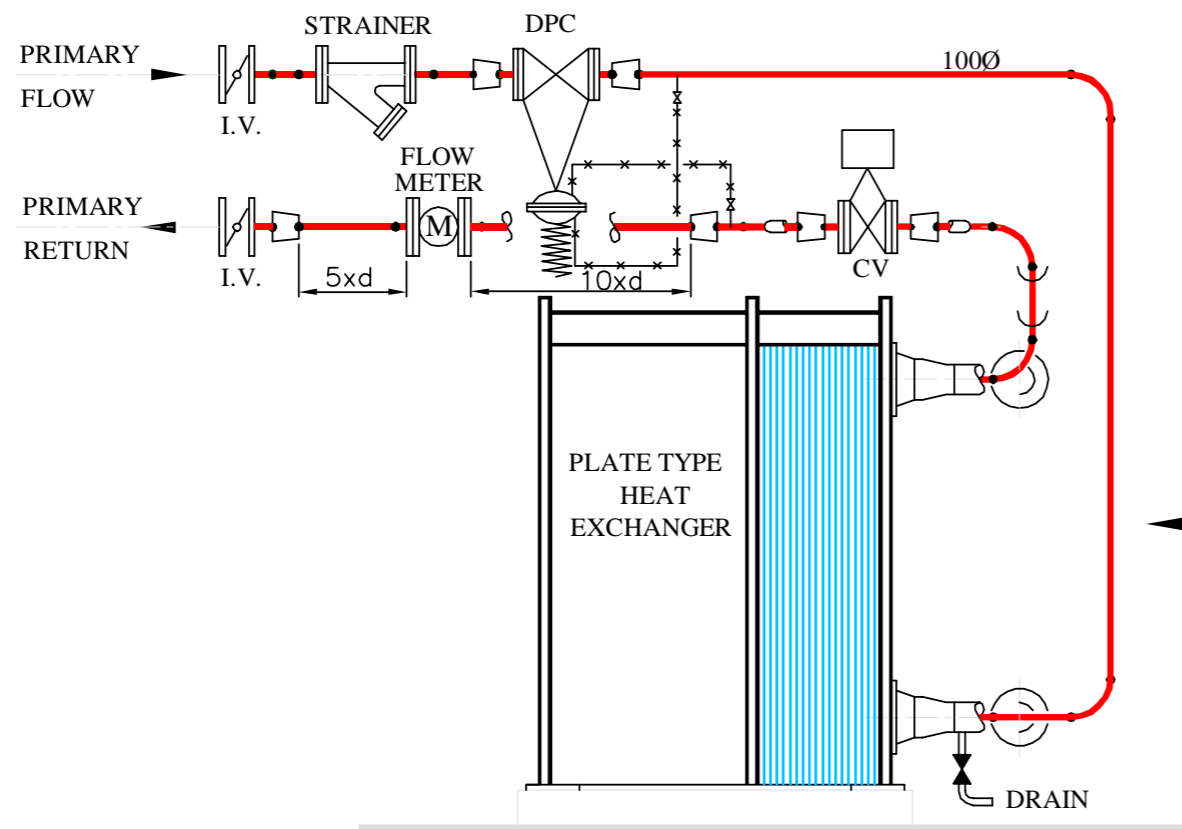 STRAINER
DPC
PRIMARY
FLOW
100Ø
I.V.
FLOW
METER
PRIMARY
RETURN
M
I.V.
CV
5xd
10xd
PLATE TYPE
HEAT
EXCHANGER
DRAIN